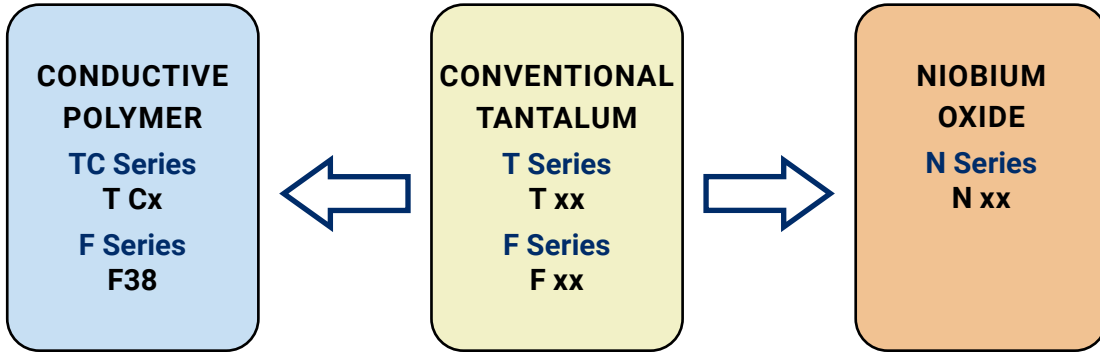 CONDUCTIVE
POLYMER
TC Series
T Cx
F Series
F38
CONVENTIONAL
TANTALUM
T Series
T xx
F Series
F xx
NIOBIUM
OXIDE
N Series
N xx